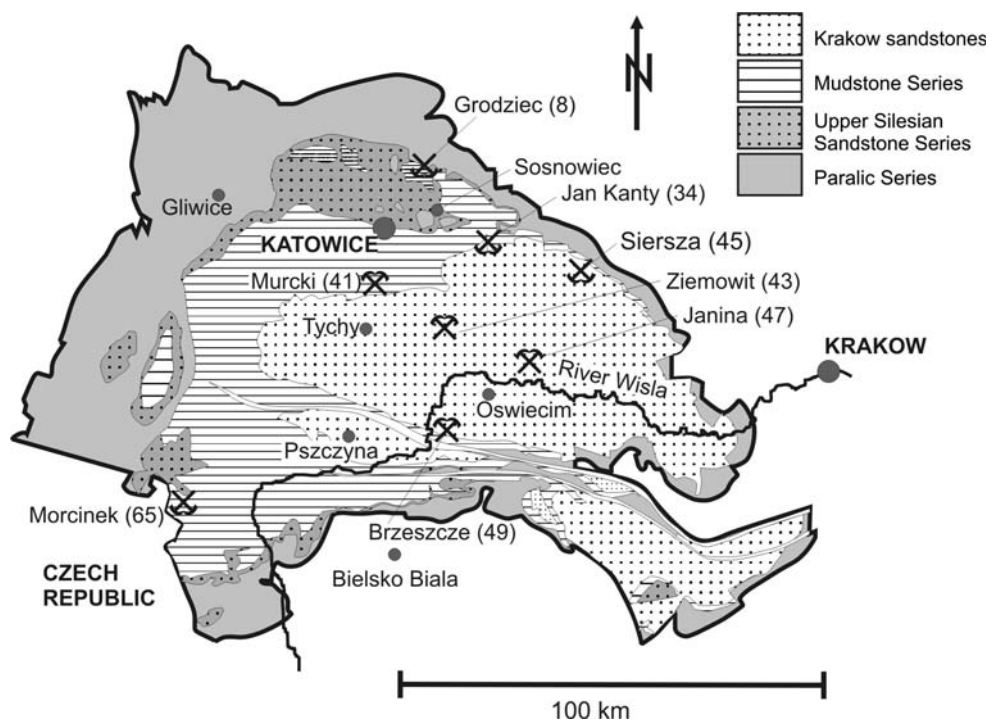 Krakow sandstones
Mudstone Series
Upper Silesian
Sandstone Series
Paralic Series
N
Grodziec (8)
Sosnowiec
Jan Kanty (34)
Gliwice
KATOWICE
Siersza (45)
Murcki (41)
Ziemowit (43)
Tychy
Janina (47)
KRAKOW
River Wisla
Oswiecim
Pszczyna
Morcinek (65)
Brzeszcze (49)
Bielsko Biala
CZECH
REPUBLIC
100 km